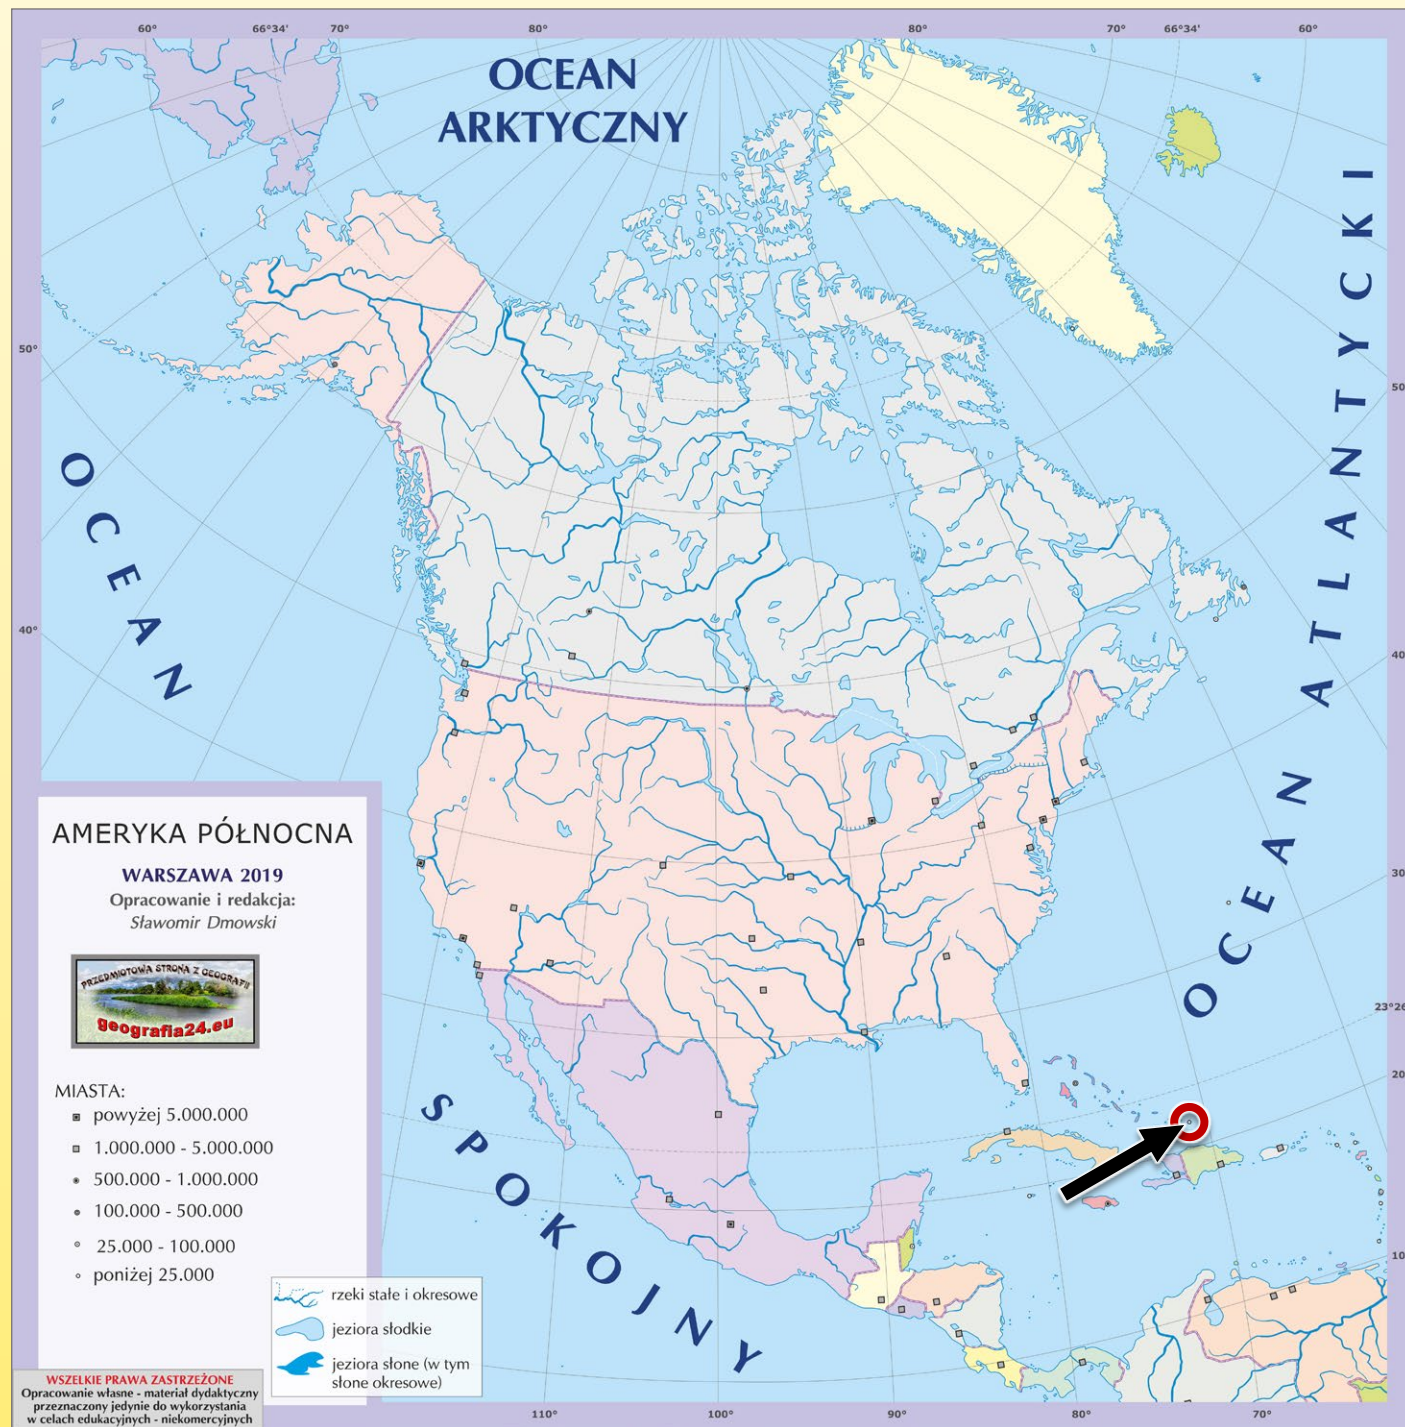 60°
66°34'
70°
80°
80°
70°
66°34'
60°
OCEAN
ARKTYCZNY
50°
40°
50
40
30
23°26
20
10
OCEAN
SPOKOJNY
OCEAN ATLANTYCKI
AMERYKA PÓŁNOCNA
WARSZAWA 2019
Opracowanie i redakcja:
Sławomir Dmowski
PRZEDMIOTOWA STRONA Z GEOGRAFII
geografia24.eu
MIASTA:
powyżej 5.000.000
1.000.000 - 5.000.000
500.000 - 1.000.000
100.000 - 500.000
25.000 - 100.000
poniżej 25.000
rzeki stałe i okresowe
jeziora słodkie
jeziora słone (w tym
słone okresowe)
WSZELKIE PRAWA ZASTRZEŻONE
Opracowanie własne - materiał dydaktyczny
przeznaczony jedynie do wykorzystania
w celach edukacyjnych - niekomercyjnych
110°
100°
90°
80°
70°